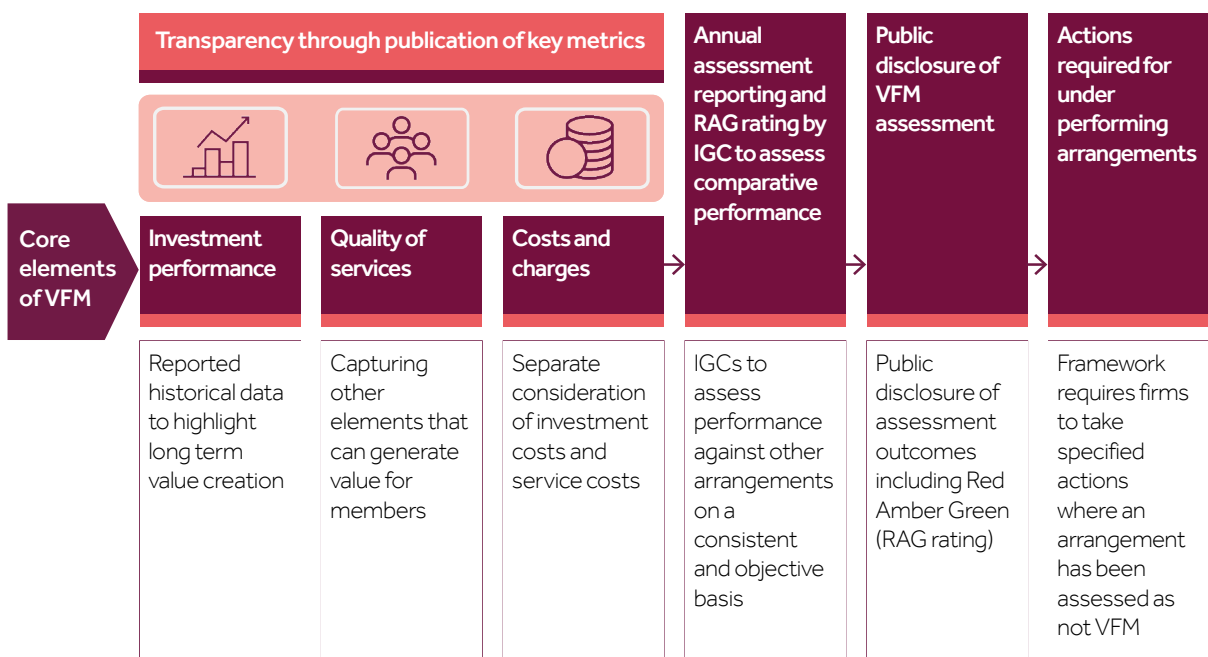 Transparency through publication of key metrics
Core
elements
of VFM
Investment
performance
Reported
historical data
to highlight
long term
value creation
Quality of
services
Capturing
other
elements that
can generate
value for
members
Costs and
charges
Separate
consideration
of investment
costs and
service costs
Annual
assessment
reporting and
RAG rating by
IGC to assess
comparative
performance
IGCs to
assess
performance
against other
arrangements
on a
consistent
and objective
basis
Public
disclosure of
VFM
assessment
Public
disclosure of
assessment
outcomes
including Red
Amber Green
(RAG rating)
Actions
required for
under
performing
arrangements
Framework
requires firms
to take
specified
actions
where an
arrangement
has been
assessed as
not VFM